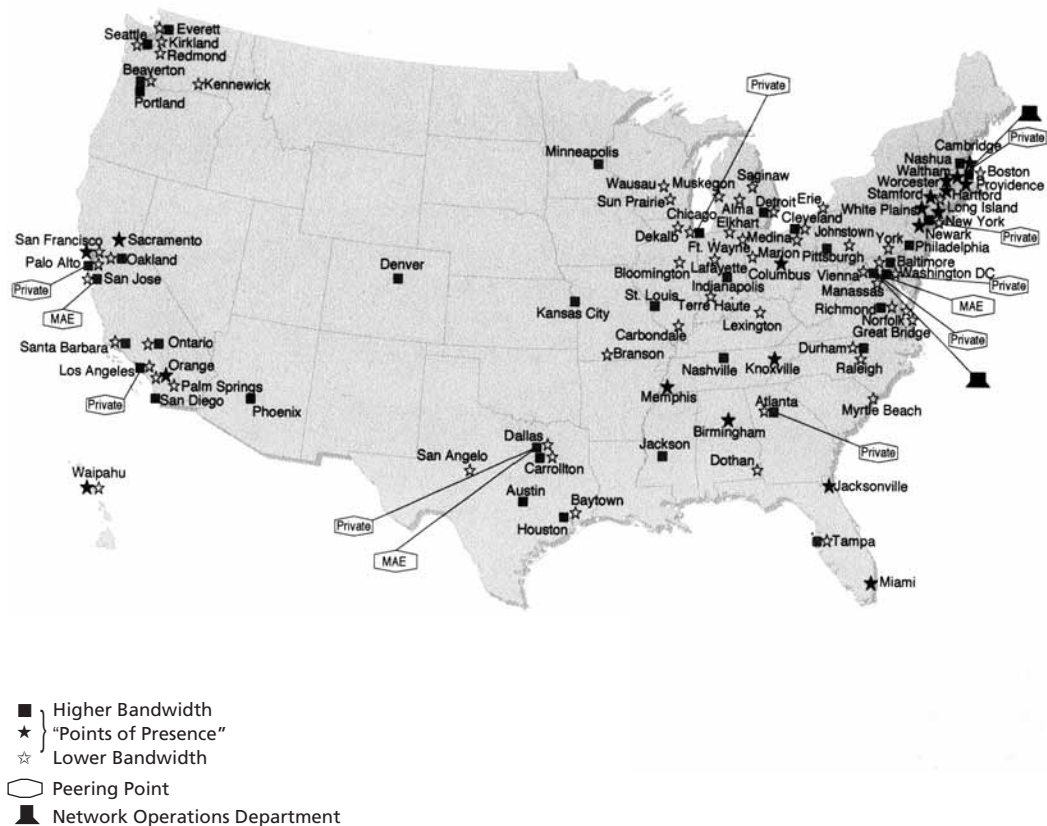 Everett
Seattle
Kirkland
Redmond
Beaverton
Kennewick
Portland
Private
Minneapolis
Cambridge
Private
Nashua
Waltham
Boston
Worcester
Providence
Stamford
Hartford
Long Island
White Plains
New York
Newark
Private
Wausau
Muskegon
Saginaw
Sun Prairie
Alma
Detroit
Erie
Chicago
Elkhart
Cleveland
Dekalb
Medina
Johnstown
York
Philadelphia
Ft. Wayne
Marion
Pittsburgh
Baltimore
Bloomington
Lafayette
Columbus
Vienna
Washington DC
Private
Indianapolis
Manassas
MAE
St. Louis
Terre Haute
Richmond
Norfolk
Private
Lexington
Great Bridge
Carbondale
Durham
Branson
Raleigh
San Francisco
Sacramento
Palo Alto
Oakland
Private
San Jose
MAE
Denver
Kansas City
Santa Barbara
Ontario
Los Angeles
Orange
Palm Springs
Private
San Diego
Phoenix
Nashville
Knoxville
Memphis
Atlanta
Myrtle Beach
Birmingham
Private
Dallas
San Angelo
Carrollton
Jackson
Dothan
Waipahu
Austin
Baytown
Jacksonville
Private
Houston
MAE
Tampa
Miami
Higher Bandwidth
“Points of Presence”
Lower Bandwidth
Peering Point
Network Operations Department